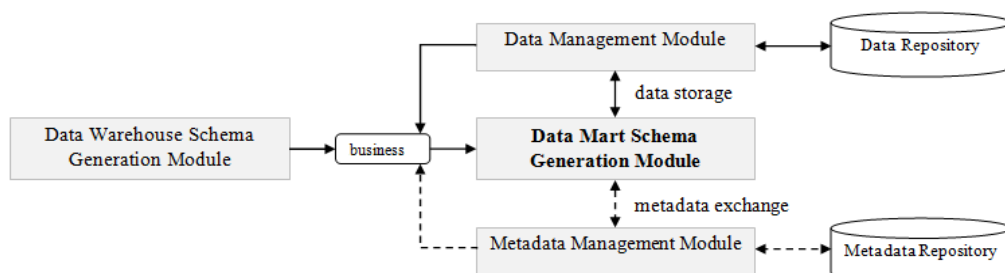 Data Management Module
Data Repository
data storage
Data Warehouse Schema
Generation Module
business
Data Mart Schema
Generation Module
metadata exchange
Metadata Management Module
Metadata Repository